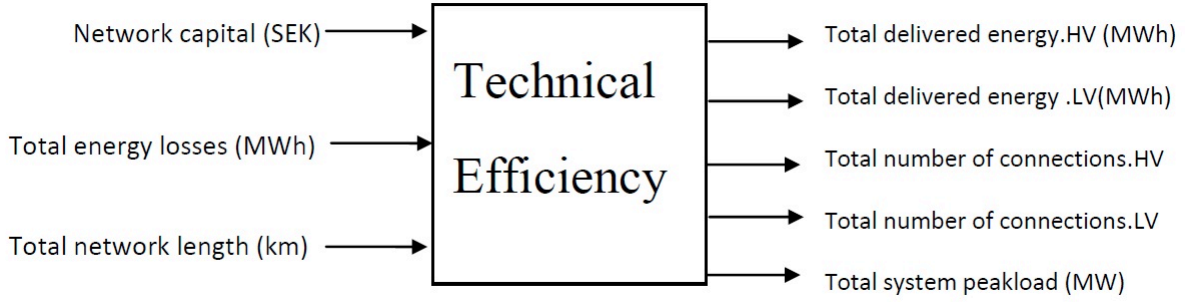 Network capital (SEK)
Total energy losses (MWh)
Total network length (km)
Technical
Efficiency
Total delivered energy.HV (MWh)
Total delivered energy .LV(MWh)
Total number of connections.HV
Total number of connections.LV
Total system peakload (MW)